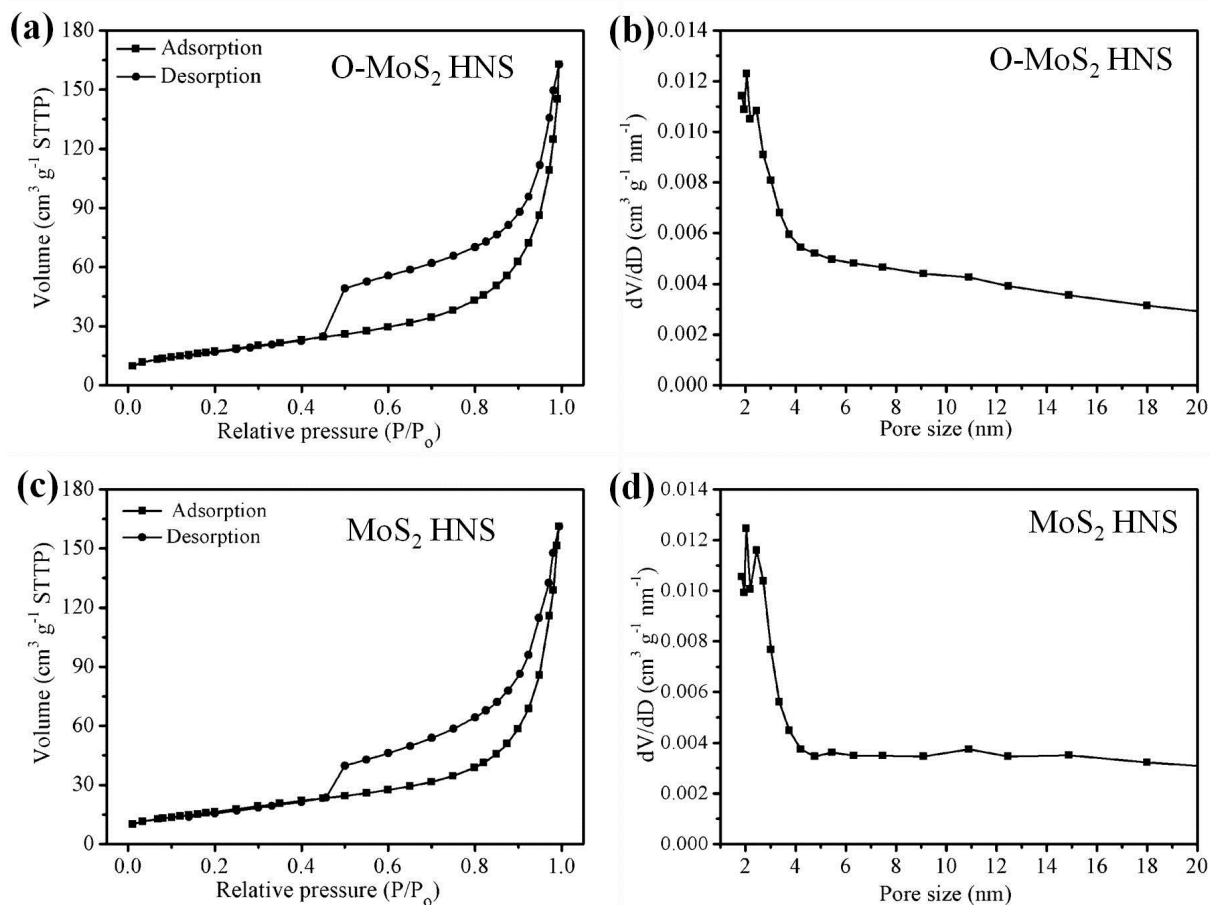 (a)
180
150
120
90
60
30
0
Volume (cm³ g⁻¹ STTP)
Adsorption
Desorption
O-MoS₂ HNS
0.0 0.2 0.4 0.6 0.8 1.0
Relative pressure (P/Pₒ)
(b)
0.014
0.012
0.010
0.008
0.006
0.004
0.002
0.000
dV/dD (cm³ g⁻¹ nm⁻¹)
O-MoS₂ HNS
2 4 6 8 10 12 14 16 18 20
Pore size (nm)
(c)
180
150
120
90
60
30
0
Volume (cm³ g⁻¹ STTP)
Adsorption
Desorption
MoS₂ HNS
0.0 0.2 0.4 0.6 0.8 1.0
Relative pressure (P/Pₒ)
(d)
0.014
0.012
0.010
0.008
0.006
0.004
0.002
0.000
dV/dD (cm³ g⁻¹ nm⁻¹)
MoS₂ HNS
2 4 6 8 10 12 14 16 18 20
Pore size (nm)